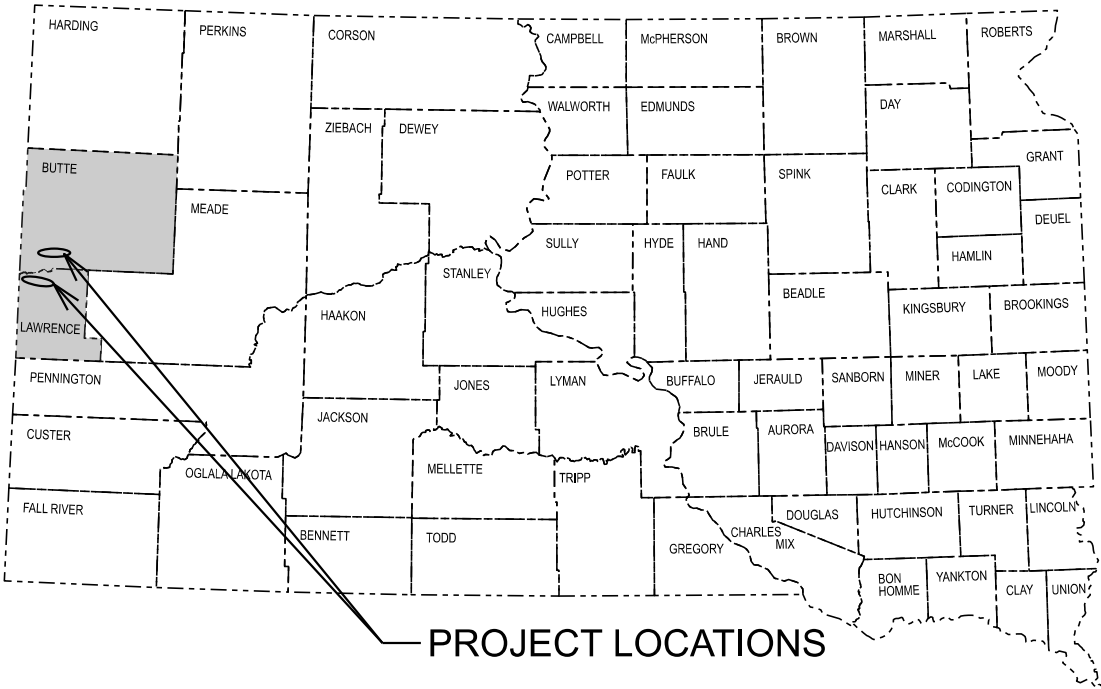 HARDING
PERKINS
CORSON
CAMPBELL
McPHERSON
BROWN
MARSHALL
ROBERTS
WALWORTH
EDMUNDS
DAY
ZIEBACH
DEWEY
GRANT
BUTTE
POTTER
FAULK
SPINK
CLARK
CODINGTON
MEADE
DEUEL
SULLY
HYDE
HAND
HAMLIN
STANLEY
BEADLE
KINGSBURY
BROOKINGS
HUGHES
HAAKON
LAWRENCE
PENNINGTON
JONES
LYMAN
BUFFALO
JERAULD
SANBORN
MINER
LAKE
MOODY
JACKSON
CUSTER
BRULE
AURORA
DAVISON
HANSON
McCOOK
MINNEHAHA
OGLALA LAKOTA
MELLETTE
TRIPP
FALL RIVER
DOUGLAS
HUTCHINSON
TURNER
LINCOLN
BENNETT
TODD
GREGORY
CHARLES
MIX
BON
HOMME
YANKTON
CLAY
UNION
PROJECT LOCATIONS